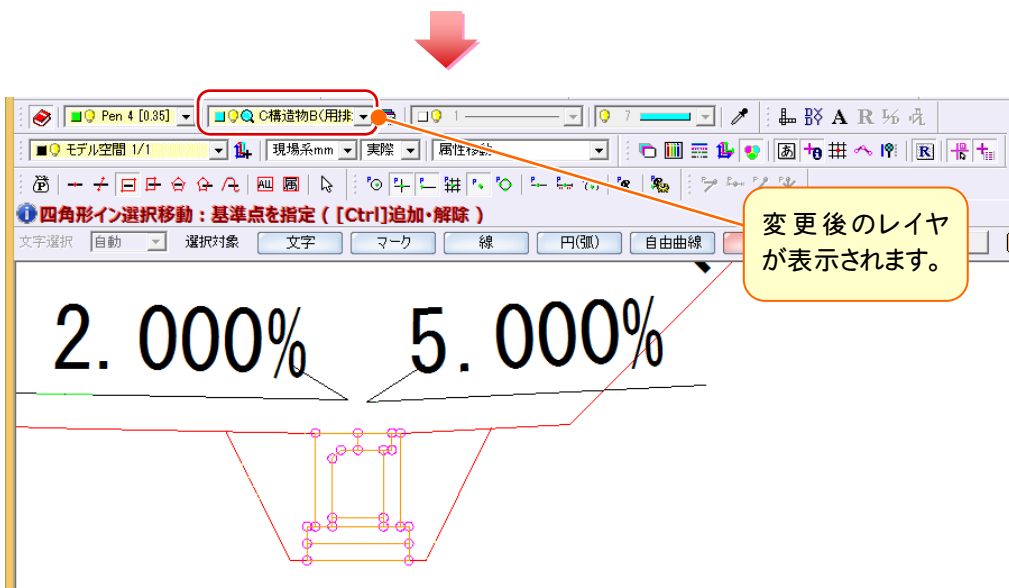 Pen 4 [0.35] C構造物B(用排 1 7 A R
モデル空間 1/1 現場系mm 実際 属性移動 あ R
四角形イン選択移動：基準点を指定 ( [Ctrl]追加・解除 )
文字選択 自動 選択対象 文字 マーク 線 円(弧) 自由曲線
変更後のレイヤ
が表示されます。
2.000% 5.000%